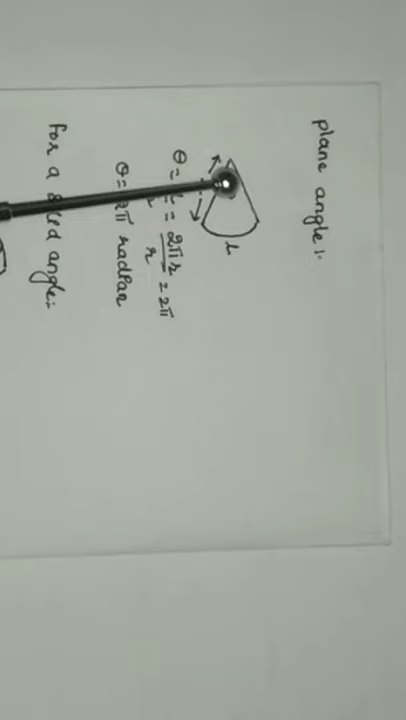 plane angle:-
L
θ = = 2πr/r = 2π
θ = 2π radian
For a angle:-